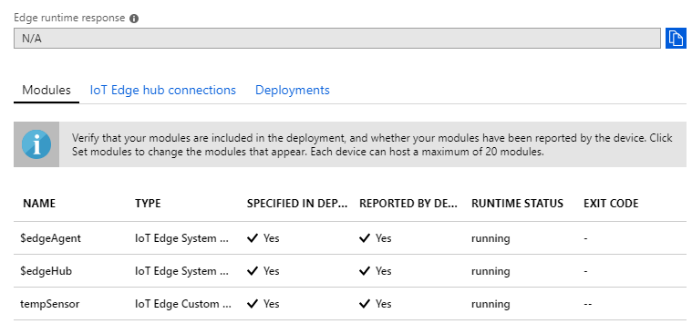 Edge runtime response
N/A
Modules IoT Edge hub connections Deployments
Verify that your modules are included in the deployment, and whether your modules have been reported by the device. Click
Set modules to change the modules that appear. Each device can host a maximum of 20 modules.
NAME TYPE SPECIFIED IN DEP... REPORTED BY DE... RUNTIME STATUS EXIT CODE
$edgeAgent IoT Edge System ... ✔ Yes ✔ Yes running -
$edgeHub IoT Edge System ... ✔ Yes ✔ Yes running -
tempSensor IoT Edge Custom ... ✔ Yes ✔ Yes running --